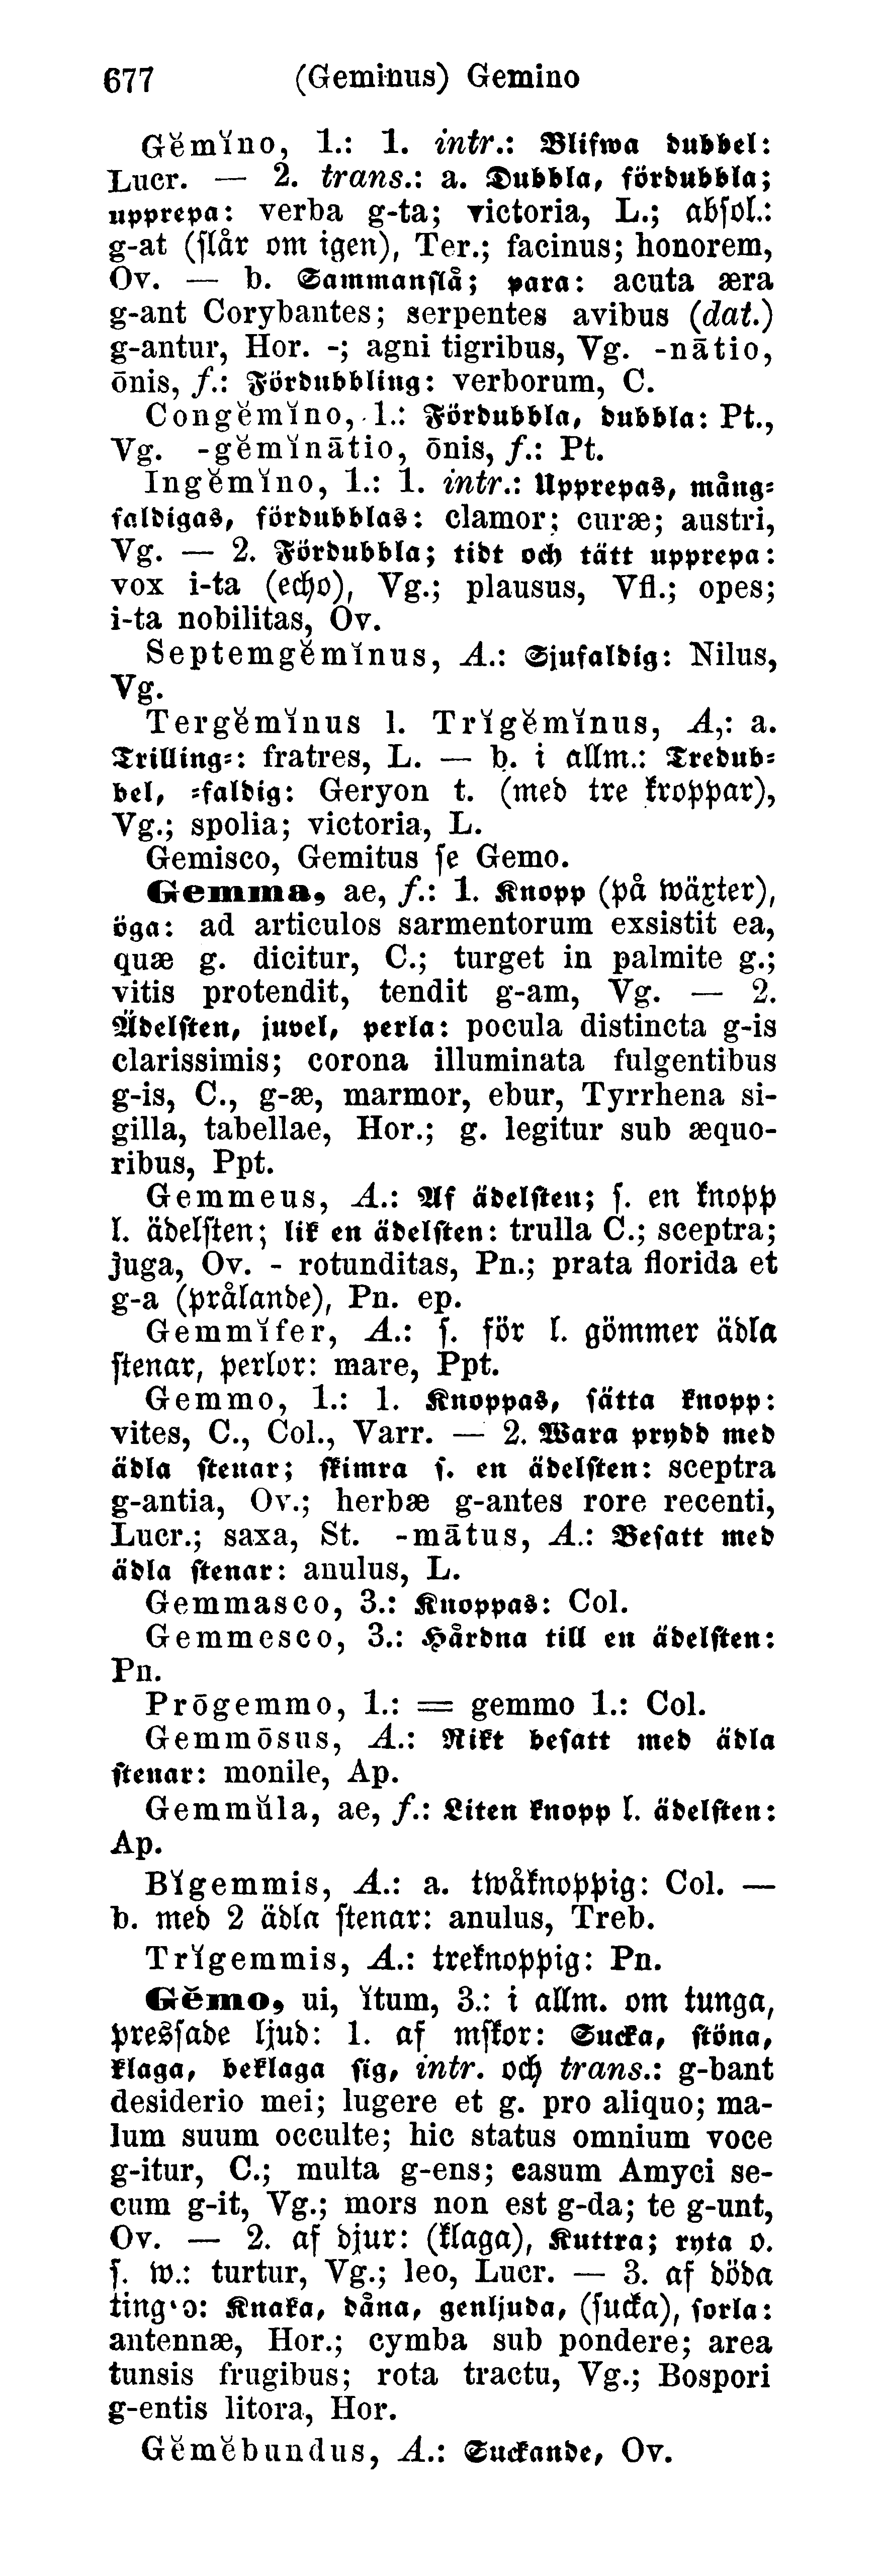 677 (Geminus) Gemino
Gĕmĭno, 1.: 1. intr.: Blifwa dubbel:
Lucr. — 2. trans.: a. Dubbla, fördubbla;
upprepa: verba g-ta; victoria, L.; absol.:
g-at (slår om igen), Ter.; facinus; honorem,
Ov. — b. Sammanslå; para: acuta æra
g-ant Corybantes; serpentes avibus (dat.)
g-antur, Hor. -; agni tigribus, Vg. -nātio,
ōnis, f.: Fördubbling: verborum, C.
Congĕmĭno, 1.: Fördubbla, dubbla: Pt.,
Vg. -gĕmĭnātio, ōnis, f.: Pt.
Ingĕmĭno, 1.: 1. intr.: Upprepas, mång-
faldigas, fördubblas: clamor; curæ; austri,
Vg. — 2. Fördubbla; tidt och tätt upprepa:
vox i-ta (echo), Vg.; plausus, Vfl.; opes;
i-ta nobilitas, Ov.
Septemgĕmĭnus, A.: Sjufaldig: Nilus,
Vg.
Tergĕmĭnus l. Trĭgĕmĭnus, A,: a.
Trilling-: fratres, L. — b. i allm.: Tredub-
bel, -faldig: Geryon t. (med tre kroppar),
Vg.; spolia; victoria, L.
Gemisco, Gemitus se Gemo.
Gemma, ae, f.: 1. Knopp (på wäxter),
öga: ad articulos sarmentorum exsistit ea,
quæ g. dicitur, C.; turget in palmite g.;
vitis protendit, tendit g-am, Vg. — 2.
Ädelsten, juvel, perla: pocula distincta g-is
clarissimis; corona illuminata fulgentibus
g-is, C., g-æ, marmor, ebur, Tyrrhena si-
gilla, tabellae, Hor.; g. legitur sub æquo-
ribus, Ppt.
Gemmeus, A.: Af ädelsten; s. en knopp
l. ädelsten; lik en ädelsten: trulla C.; sceptra;
juga, Ov. - rotunditas, Pn.; prata florida et
g-a (prålande), Pn. ep.
Gemmĭfer, A.: s. för l. gömmer ädla
stenar, perlor: mare, Ppt.
Gemmo, 1.: 1. Knoppas, sätta knopp:
vites, C., Col., Varr. — 2. Wara prydd med
ädla stenar; skimra s. en ädelsten: sceptra
g-antia, Ov.; herbæ g-antes rore recenti,
Lucr.; saxa, St. -mātus, A.: Besatt med
ädla stenar: anulus, L.
Gemmasco, 3.: Knoppas: Col.
Gemmesco, 3.: Hårdna till en ädelsten:
Pn.
Prōgemmo, 1.: = gemmo 1.: Col.
Gemmōsus, A.: Rikt besatt med ädla
stenar: monile, Ap.
Gemmŭla, ae, f.: Liten knopp l. ädelsten:
Ap.
Bĭgemmis, A.: a. twåknoppig: Col. —
b. med 2 ädla stenar: anulus, Treb.
Trĭgemmis, A.: treknoppig: Pn.
Gĕmo, ui, ĭtum, 3.: i allm. om tunga,
pressade ljud: 1. af mskor: Sucka, stöna,
klaga, beklaga sig, intr. och trans.: g-bant
desiderio mei; lugere et g. pro aliquo; ma-
lum suum occulte; hic status omnium voce
g-itur, C.; multa g-ens; casum Amyci se-
cum g-it, Vg.; mors non est g-da; te g-unt,
Ov. — 2. af djur: (klaga), Kuttra; ryta o.
s. w.: turtur, Vg.; leo, Lucr. — 3. af döda
ting'ɔ: Knaka, dåna, genljuda, (sucka), sorla:
antennæ, Hor.; cymba sub pondere; area
tunsis frugibus; rota tractu, Vg.; Bospori
g-entis litora, Hor.
Gĕmĕbundus, A.: Suckande, Ov.